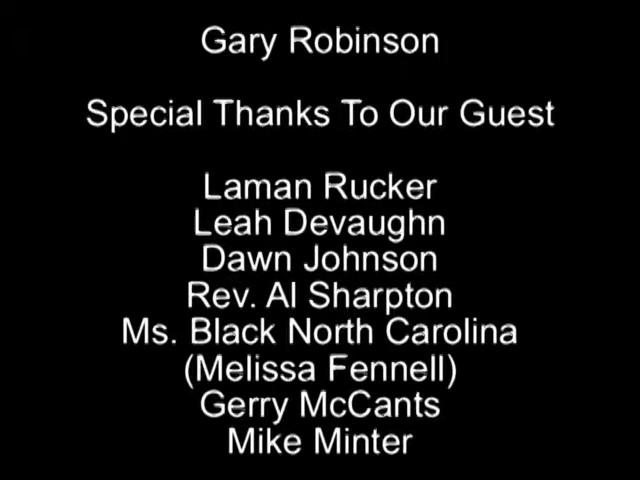 Gary Robinson
Special Thanks To Our Guest
Laman Rucker
Leah Devaughn
Dawn Johnson
Rev. Al Sharpton
Ms. Black North Carolina
(Melissa Fennell)
Gerry McCants
Mike Minter